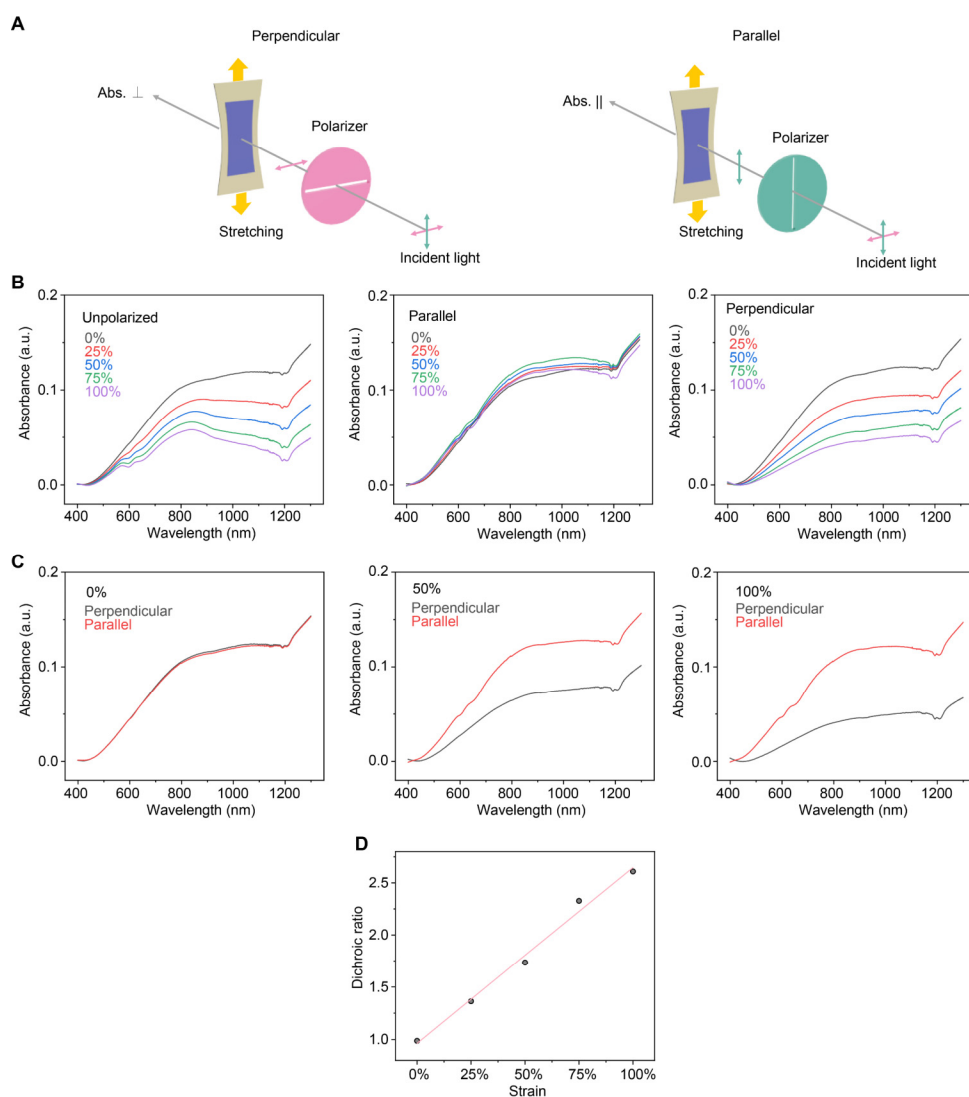 A
Perpendicular
Abs. ⊥
Polarizer
Stretching
Incident light
Parallel
Abs. ||
Polarizer
Stretching
Incident light
B
0.2
0.1
0.0
Absorbance (a.u.)
Unpolarized
0%
25%
50%
75%
100%
400 600 800 1000 1200
Wavelength (nm)
0.2
0.1
0.0
Absorbance (a.u.)
Parallel
0%
25%
50%
75%
100%
400 600 800 1000 1200
Wavelength (nm)
0.2
0.1
0.0
Absorbance (a.u.)
Perpendicular
0%
25%
50%
75%
100%
400 600 800 1000 1200
Wavelength (nm)
C
0.2
0.1
0.0
Absorbance (a.u.)
0%
Perpendicular
Parallel
400 600 800 1000 1200
Wavelength (nm)
0.2
0.1
0.0
Absorbance (a.u.)
50%
Perpendicular
Parallel
400 600 800 1000 1200
Wavelength (nm)
0.2
0.1
0.0
Absorbance (a.u.)
100%
Perpendicular
Parallel
400 600 800 1000 1200
Wavelength (nm)
D
2.5
2.0
1.5
1.0
Dichroic ratio
0% 25% 50% 75% 100%
Strain